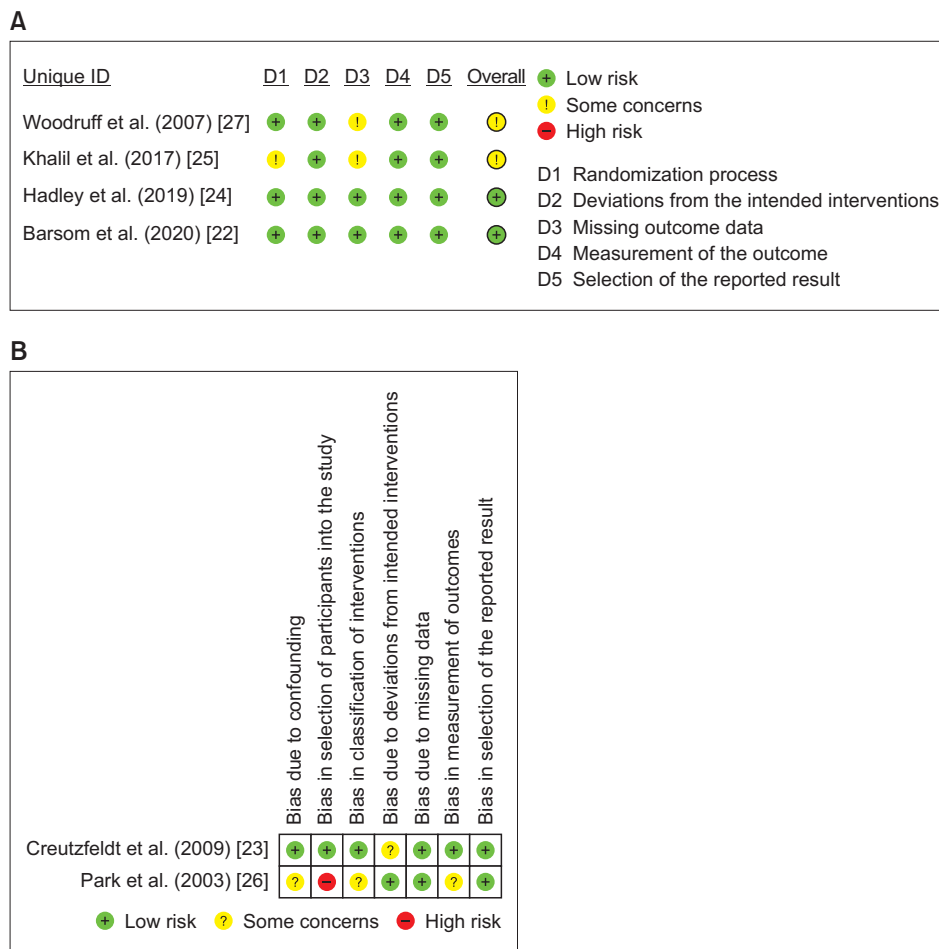 A
Unique ID D1 D2 D3 D4 D5 Overall
Woodruff et al. (2007) [27] + + ! + + !
Khalil et al. (2017) [25] ! + ! + + !
Hadley et al. (2019) [24] + + + + + +
Barsom et al. (2020) [22] + + + + + +
+ Low risk
! Some concerns
− High risk
D1 Randomization process
D2 Deviations from the intended interventions
D3 Missing outcome data
D4 Measurement of the outcome
D5 Selection of the reported result
B
Bias due to confounding
Bias in selection of participants into the study
Bias in classification of interventions
Bias due to deviations from intended interventions
Bias due to missing data
Bias in measurement of outcomes
Bias in selection of the reported result
Creutzfeldt et al. (2009) [23] + + + ? + + +
Park et al. (2003) [26] ? − ? + + ? +
+ Low risk ? Some concerns − High risk